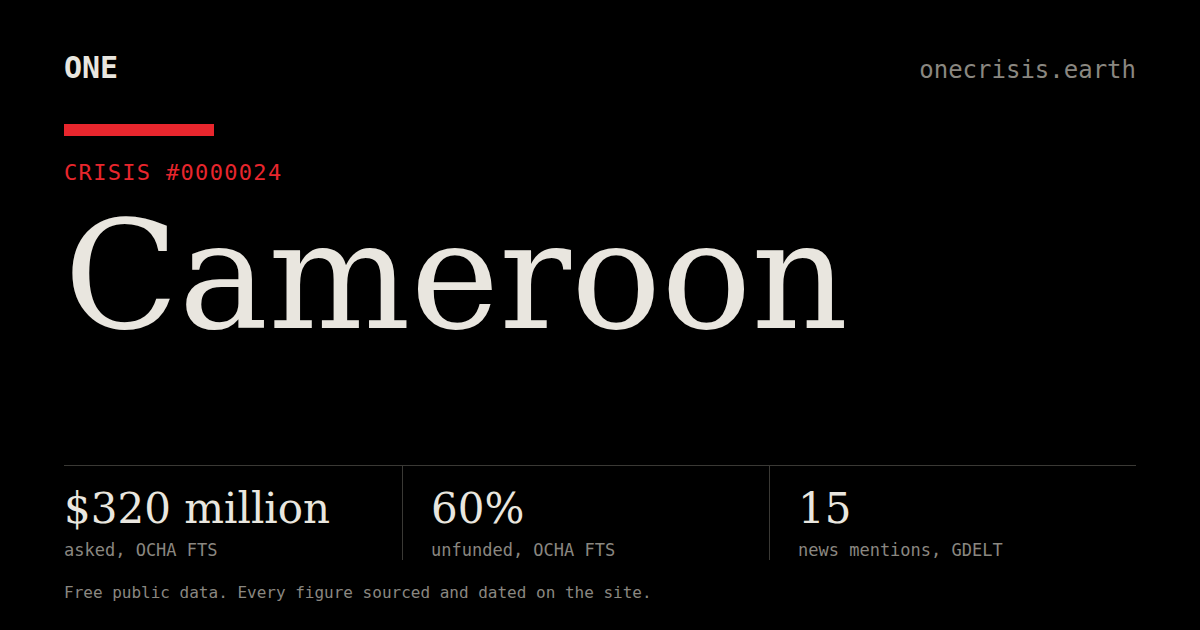 ONE
onecrisis.earth
CRISIS #0000024
Cameroon
$320 million
asked, OCHA FTS
60%
unfunded, OCHA FTS
15
news mentions, GDELT
Free public data. Every figure sourced and dated on the site.